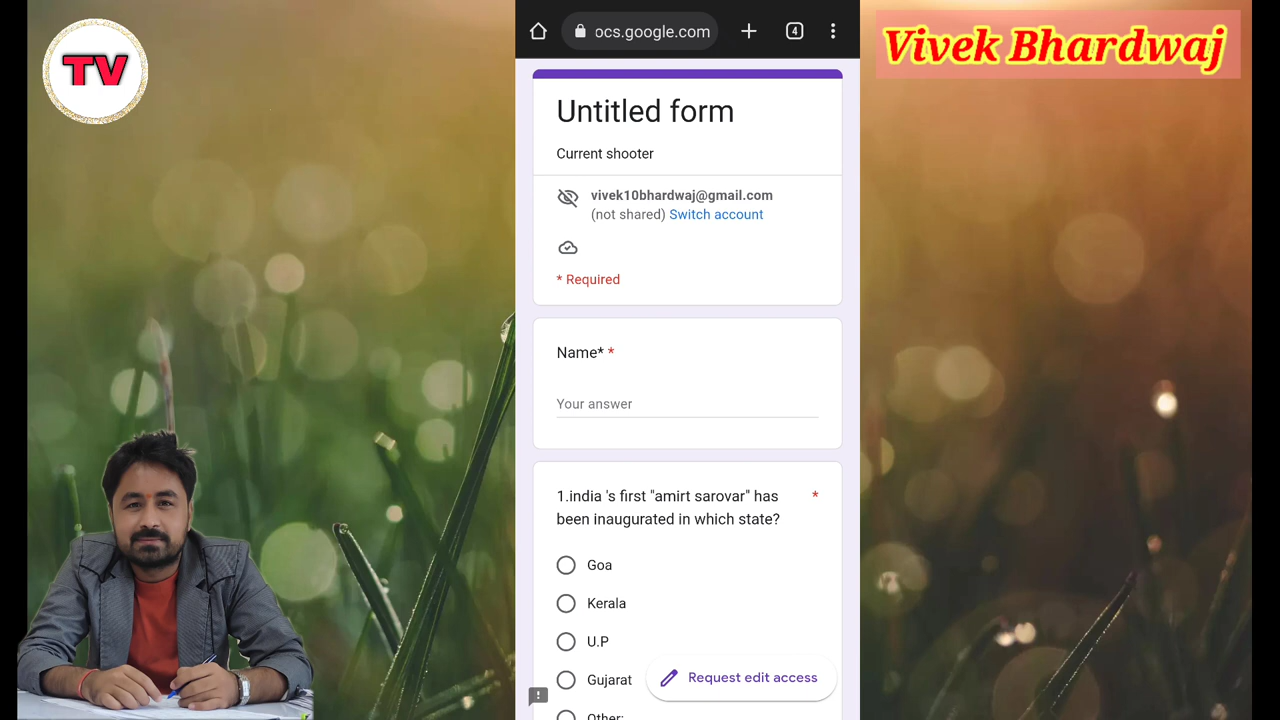 TV
Vivek Bhardwaj
ocs.google.com
4
Untitled form
Current shooter
vivek10bhardwaj@gmail.com
(not shared) Switch account
* Required
Name* *
Your answer
1.india 's first "amirt sarovar" has *
been inaugurated in which state?
Goa
Kerala
U.P
Gujarat
Request edit access
Other: